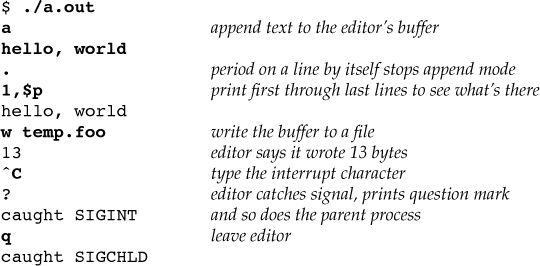 $ ./a.out
a append text to the editor’s buffer
hello, world
. period on a line by itself stops append mode
1,$p print first through last lines to see what’s there
hello, world
w temp.foo write the buffer to a file
13 editor says it wrote 13 bytes
^C type the interrupt character
? editor catches signal, prints question mark
caught SIGINT and so does the parent process
q leave editor
caught SIGCHLD